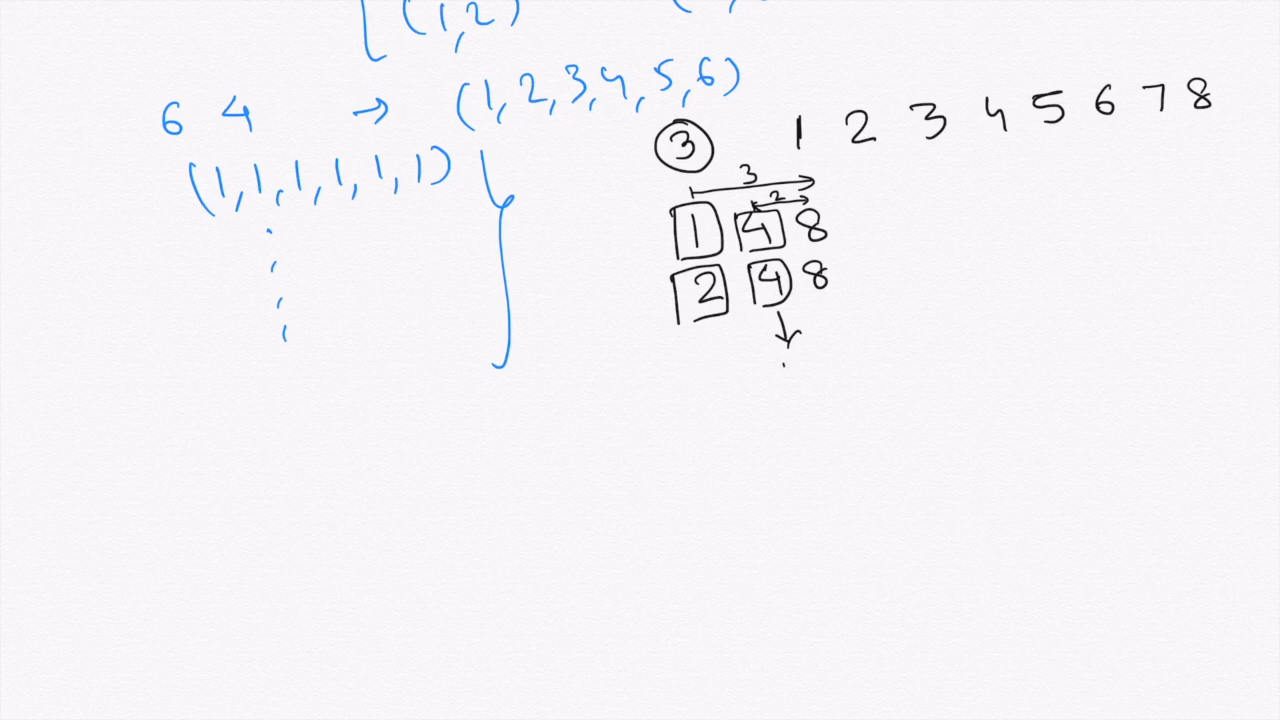 (1,2)
6 4 → (1,2,3,4,5,6)
(1,1,1,1,1,1)
3 1 2 3 4 5 6 7 8
3
2
1 4 8
2 4 8